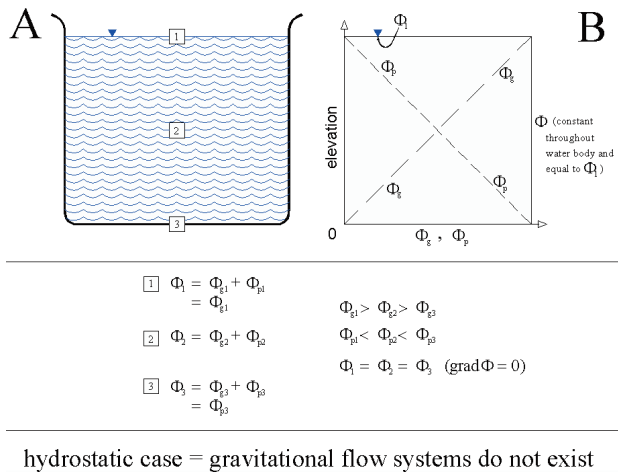 A
B
1
2
3
Φ₁
Φp
Φg
Φg
Φp
elevation
0
Φg , Φp
Φ (constant
throughout
water body and
equal to Φ₁)
1 Φ₁ = Φg1 + Φp1
= Φg1
2 Φ₂ = Φg2 + Φp2
3 Φ₃ = Φg3 + Φp3
= Φp3
Φg1 > Φg2 > Φg3
Φp1 < Φp2 < Φp3
Φ₁ = Φ₂ = Φ₃ (grad Φ = 0)
hydrostatic case = gravitational flow systems do not exist